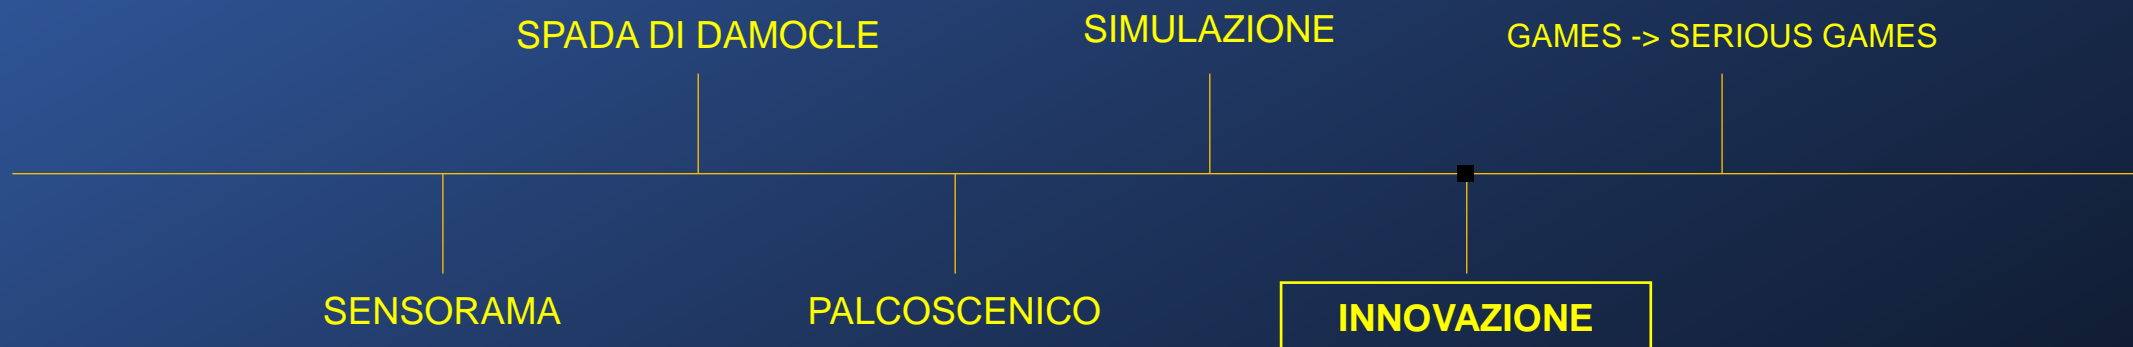 SPADA DI DAMOCLE
SIMULAZIONE
GAMES -> SERIOUS GAMES
SENSORAMA
PALCOSCENICO
INNOVAZIONE